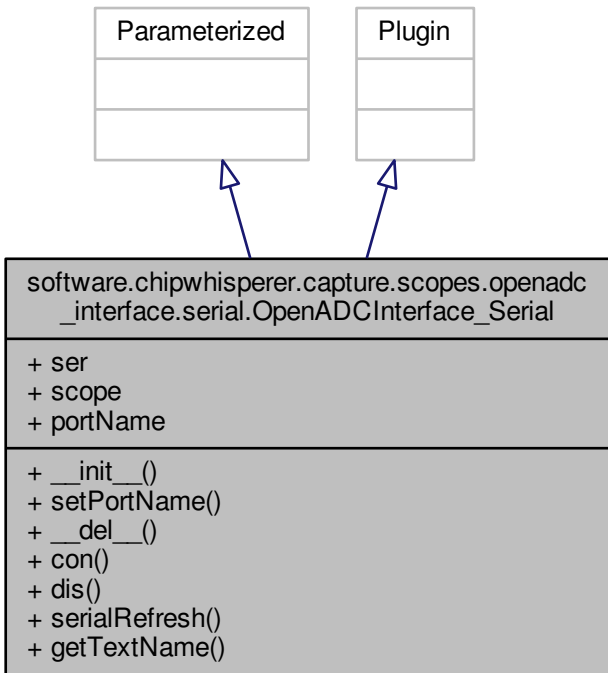 Parameterized
Plugin
software.chipwhisperer.capture.scopes.openadc
_interface.serial.OpenADCInterface_Serial
+ ser
+ scope
+ portName
+ __init__()
+ setPortName()
+ __del__()
+ con()
+ dis()
+ serialRefresh()
+ getTextName()